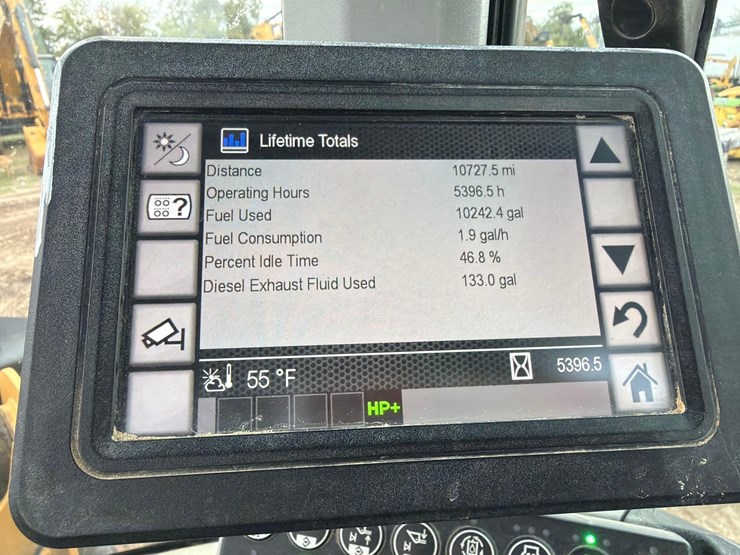 Lifetime Totals
Distance 10727.5 mi
Operating Hours 5396.5 h
Fuel Used 10242.4 gal
Fuel Consumption 1.9 gal/h
Percent Idle Time 46.8 %
Diesel Exhaust Fluid Used 133.0 gal
?
55 °F 5396.5
HP+